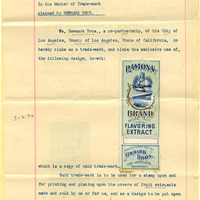 In the Matter of Trade-mark
claimed by NEWMARK BROS.
We, Newmark Bros., a co-partnership, of the City of
Los Angeles, County of Los Angeles, State of California, do
hereby claim as a trade-mark, and claim the exclusive use of,
the following design, to-wit:
RAMONA
BRAND
FLAVORING
EXTRACT
NEWMARK
BROS.
which is a copy of said trade-mark.
Said trade-mark is to be used for a stamp upon and
for printing and placing upon the covers of fruit extracts
made and sold by us or for us, and as a design to be put upon